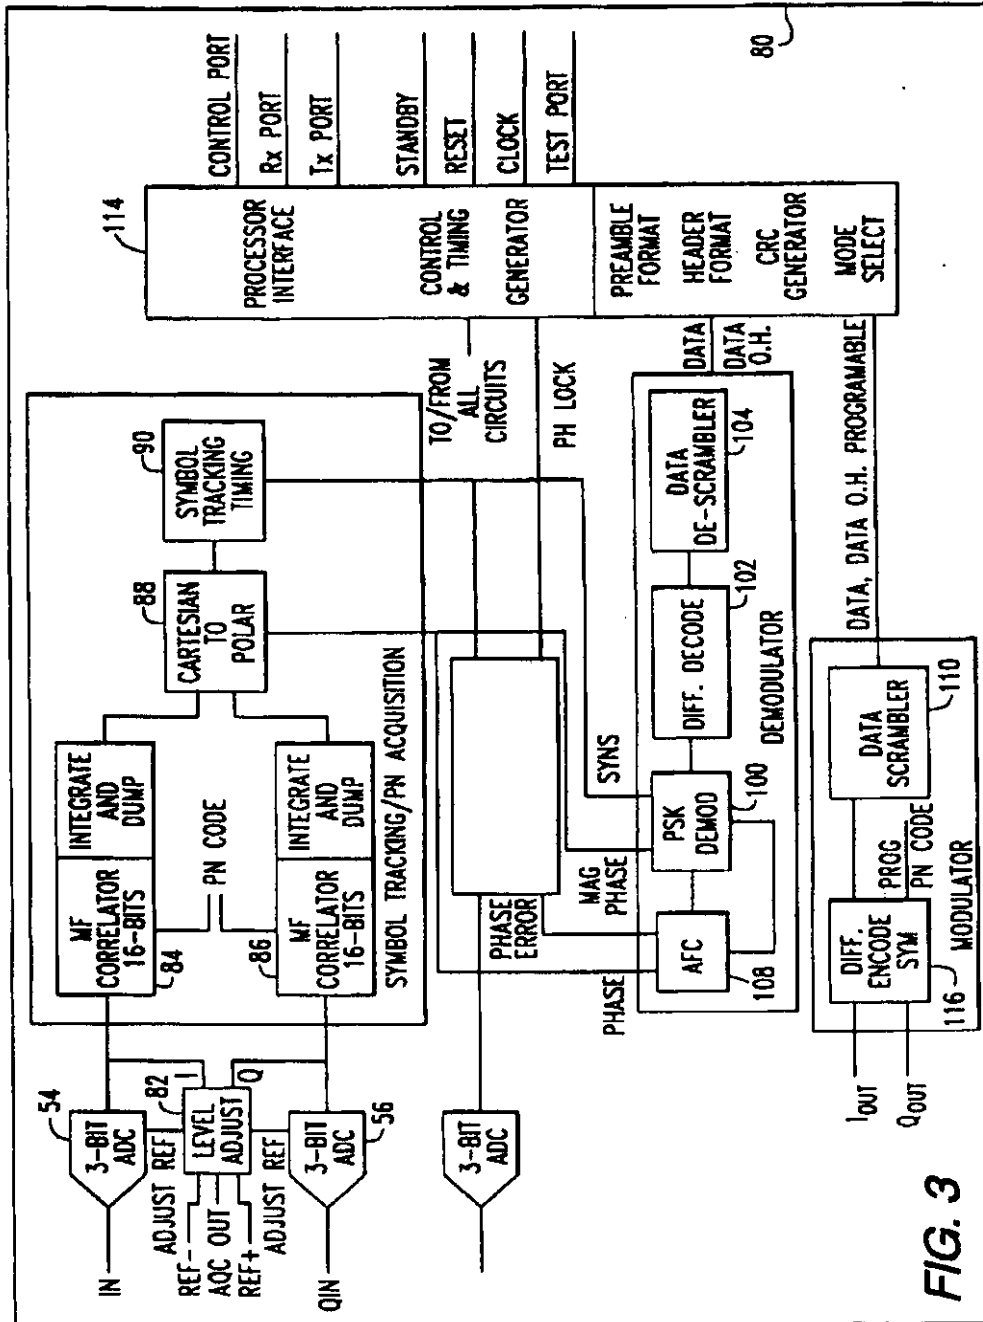 IN
54
3-BIT
ADC
ADJUST REF
REF-
AQC OUT
REF+
82
LEVEL
ADJUST
I
Q
ADJUST REF
QIN
3-BIT
ADC
56
MF
CORRELATOR
16-BITS
INTEGRATE
AND
DUMP
84
PN CODE
86
MF
CORRELATOR
16-BITS
INTEGRATE
AND
DUMP
SYMBOL TRACKING/PN ACQUISITION
88
CARTESIAN
TO
POLAR
90
SYMBOL
TRACKING
TIMING
114
PROCESSOR
INTERFACE
CONTROL
& TIMING
GENERATOR
PREAMBLE
FORMAT
HEADER
FORMAT
CRC
GENERATOR
MODE
SELECT
CONTROL PORT
Rx PORT
Tx PORT
STANDBY
RESET
CLOCK
TEST PORT
80
TO/FROM
ALL
CIRCUITS
PH LOCK
3-BIT
ADC
PHASE
ERROR
MAG
PHASE
SYNS
PHASE
AFC
108
PSK
DEMOD
100
DIFF. DECODE
102
DATA
DE-SCRAMBLER
104
DEMODULATOR
DATA
DATA
O.H.
DATA, DATA O.H. PROGRAMABLE
IOUT
QOUT
DIFF.
ENCODE
SYM
116
PROG
PN CODE
DATA
SCRAMBLER
110
MODULATOR
FIG. 3